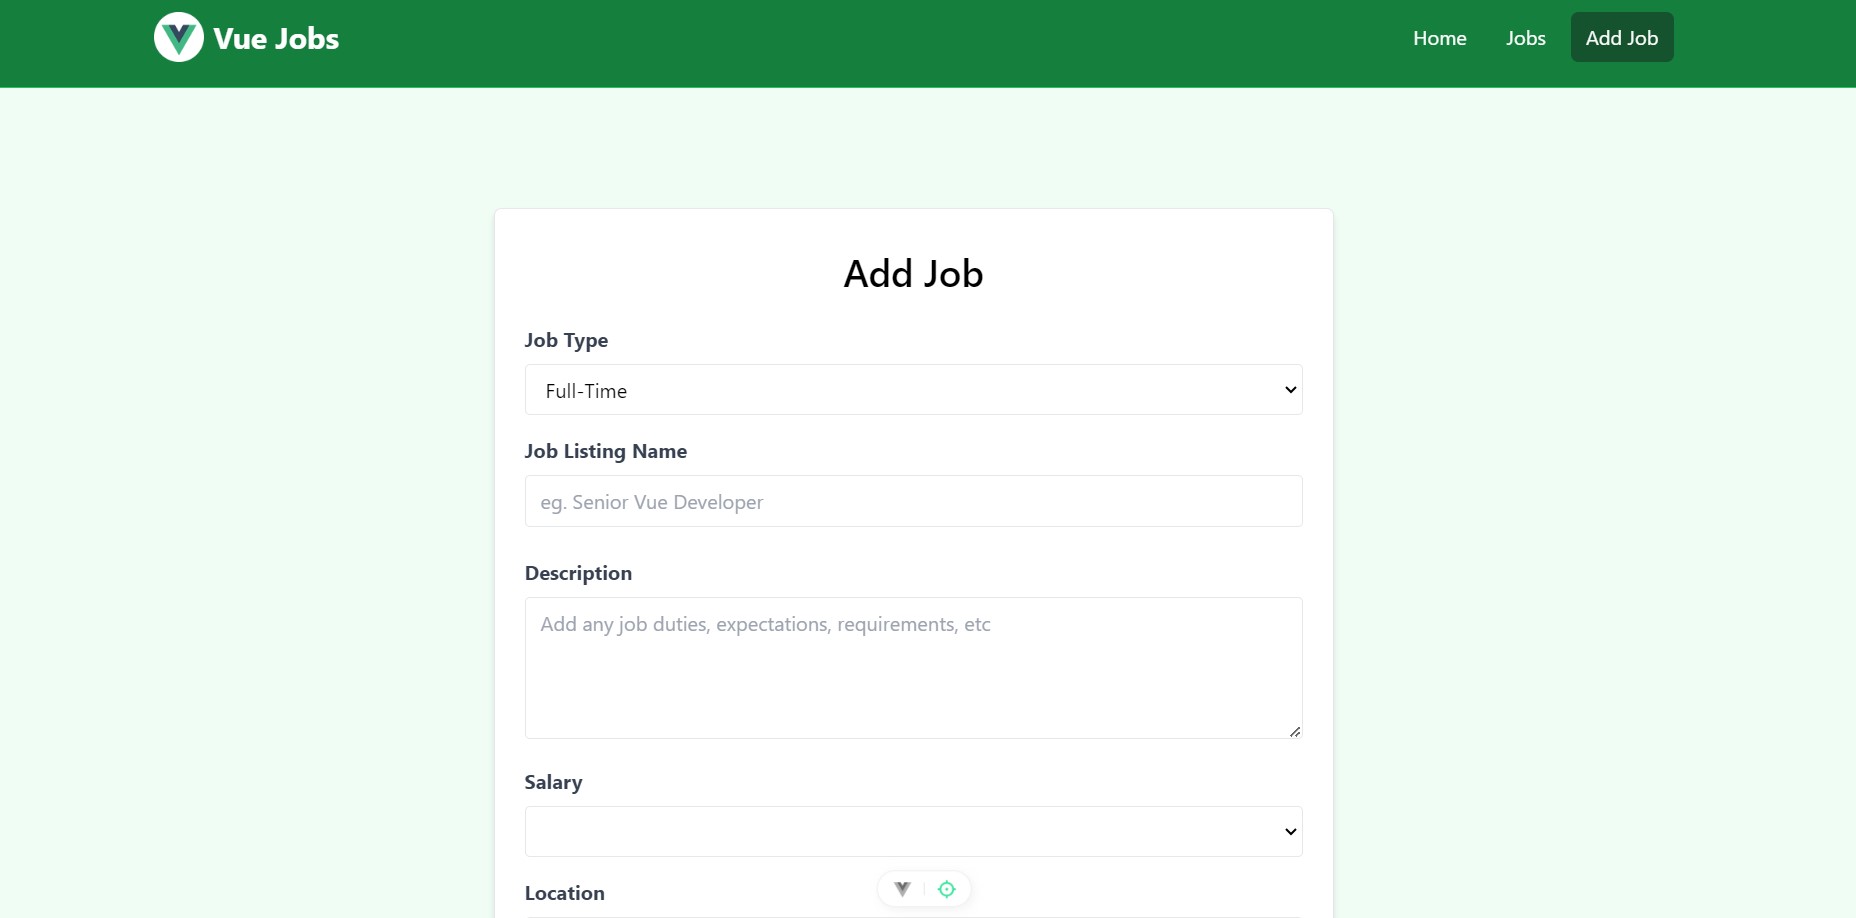 Vue Jobs
Home
Jobs
Add Job
Add Job
Job Type
Full-Time
Job Listing Name
eg. Senior Vue Developer
Description
Add any job duties, expectations, requirements, etc
Salary
Location